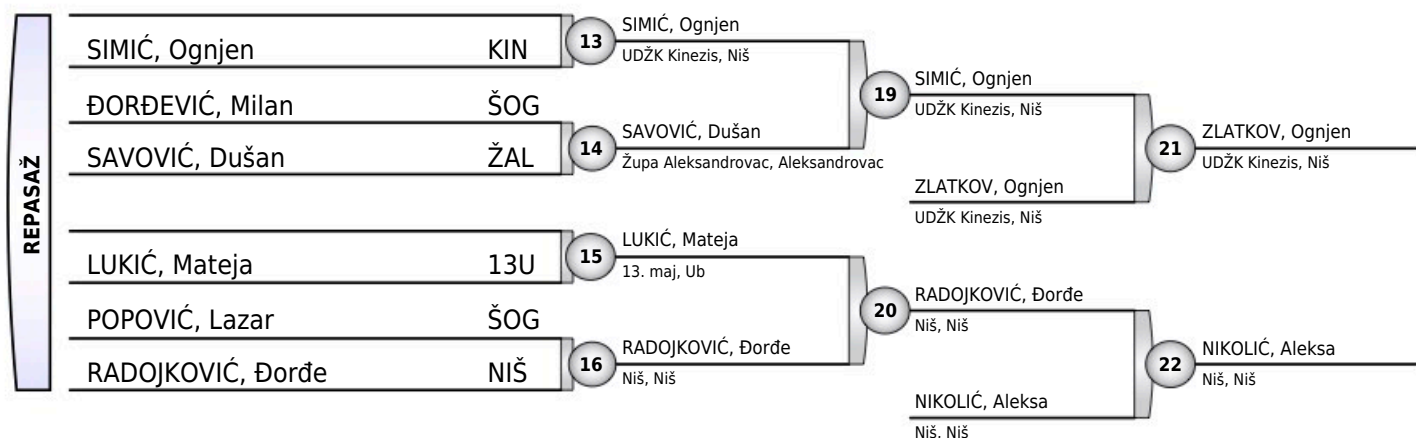 REPASAŽ
SIMIĆ, Ognjen KIN
ĐORĐEVIĆ, Milan ŠOG
SAVOVIĆ, Dušan ŽAL
LUKIĆ, Mateja 13U
POPOVIĆ, Lazar ŠOG
RADOJKOVIĆ, Đorđe NIŠ
13
SIMIĆ, Ognjen
UDŽK Kinezis, Niš
14
SAVOVIĆ, Dušan
Župa Aleksandrovac, Aleksandrovac
15
LUKIĆ, Mateja
13. maj, Ub
16
RADOJKOVIĆ, Đorđe
Niš, Niš
19
SIMIĆ, Ognjen
UDŽK Kinezis, Niš
ZLATKOV, Ognjen
UDŽK Kinezis, Niš
20
RADOJKOVIĆ, Đorđe
Niš, Niš
NIKOLIĆ, Aleksa
Niš, Niš
21
ZLATKOV, Ognjen
UDŽK Kinezis, Niš
22
NIKOLIĆ, Aleksa
Niš, Niš